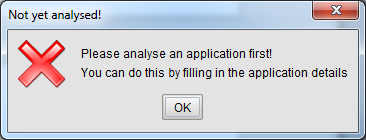 Not yet analysed!
Please analyse an application first!
You can do this by filling in the application details
OK